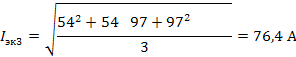 Iэк3 = √((54² + 54 97 + 97²) / 3) = 76,4 А